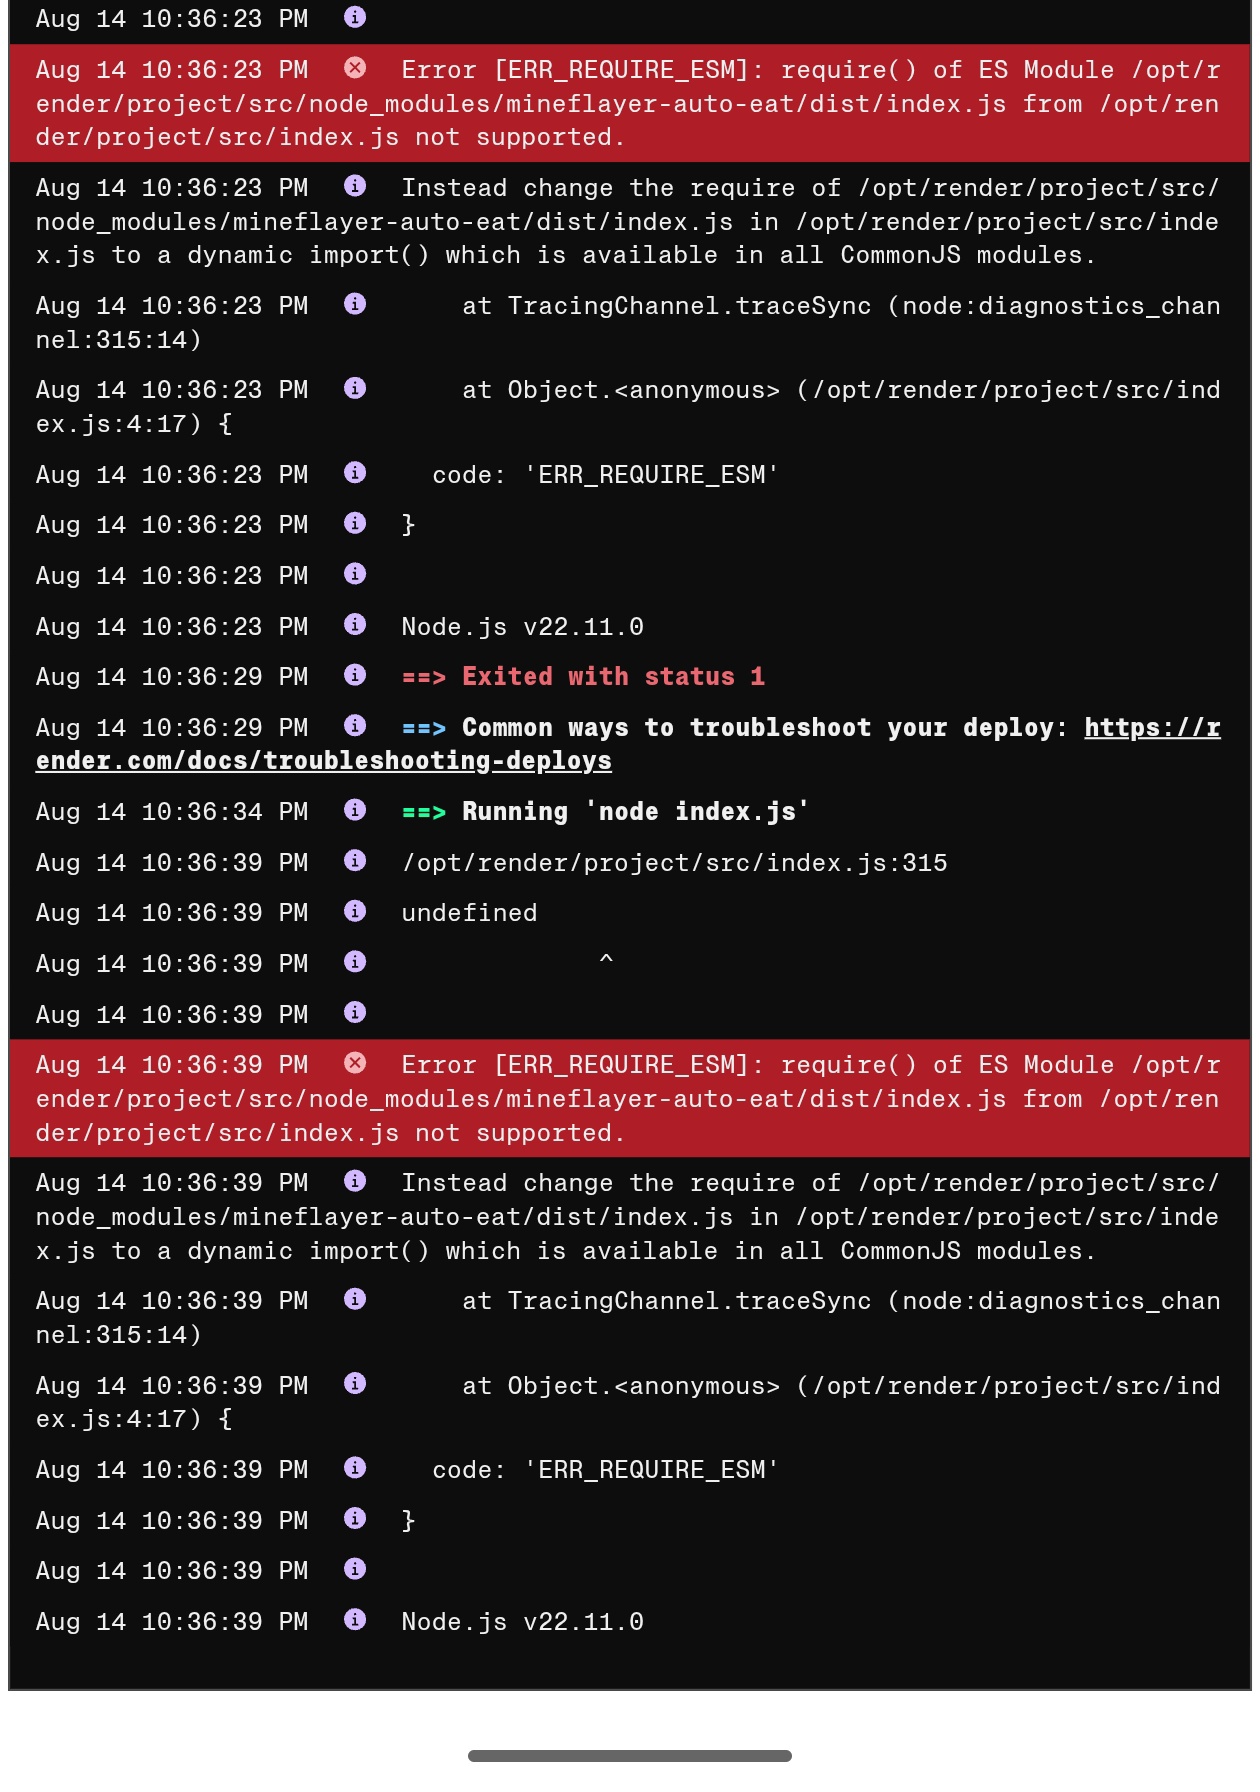 Aug 14 10:36:23 PM
Aug 14 10:36:23 PM Error [ERR_REQUIRE_ESM]: require() of ES Module /opt/r
ender/project/src/node_modules/mineflayer-auto-eat/dist/index.js from /opt/ren
der/project/src/index.js not supported.
Aug 14 10:36:23 PM Instead change the require of /opt/render/project/src/
node_modules/mineflayer-auto-eat/dist/index.js in /opt/render/project/src/inde
x.js to a dynamic import() which is available in all CommonJS modules.
Aug 14 10:36:23 PM     at TracingChannel.traceSync (node:diagnostics_chan
nel:315:14)
Aug 14 10:36:23 PM     at Object.<anonymous> (/opt/render/project/src/ind
ex.js:4:17) {
Aug 14 10:36:23 PM   code: 'ERR_REQUIRE_ESM'
Aug 14 10:36:23 PM }
Aug 14 10:36:23 PM
Aug 14 10:36:23 PM Node.js v22.11.0
Aug 14 10:36:29 PM ==> Exited with status 1
Aug 14 10:36:29 PM ==> Common ways to troubleshoot your deploy: https://r
ender.com/docs/troubleshooting-deploys
Aug 14 10:36:34 PM ==> Running 'node index.js'
Aug 14 10:36:39 PM /opt/render/project/src/index.js:315
Aug 14 10:36:39 PM undefined
Aug 14 10:36:39 PM              ^
Aug 14 10:36:39 PM
Aug 14 10:36:39 PM Error [ERR_REQUIRE_ESM]: require() of ES Module /opt/r
ender/project/src/node_modules/mineflayer-auto-eat/dist/index.js from /opt/ren
der/project/src/index.js not supported.
Aug 14 10:36:39 PM Instead change the require of /opt/render/project/src/
node_modules/mineflayer-auto-eat/dist/index.js in /opt/render/project/src/inde
x.js to a dynamic import() which is available in all CommonJS modules.
Aug 14 10:36:39 PM     at TracingChannel.traceSync (node:diagnostics_chan
nel:315:14)
Aug 14 10:36:39 PM     at Object.<anonymous> (/opt/render/project/src/ind
ex.js:4:17) {
Aug 14 10:36:39 PM   code: 'ERR_REQUIRE_ESM'
Aug 14 10:36:39 PM }
Aug 14 10:36:39 PM
Aug 14 10:36:39 PM Node.js v22.11.0